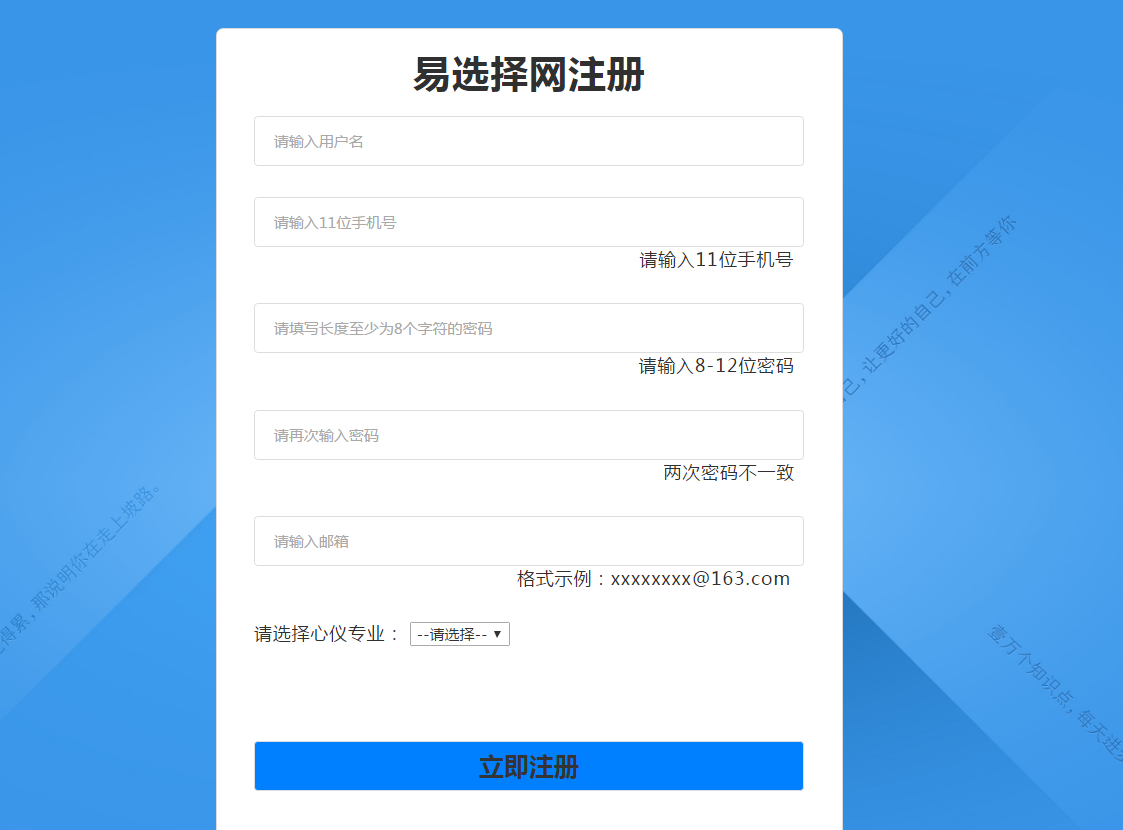 易选择网注册
请输入用户名
请输入11位手机号
请输入11位手机号
请填写长度至少为8个字符的密码
请输入8-12位密码
请再次输入密码
两次密码不一致
请输入邮箱
格式示例：xxxxxxxx@163.com
请选择心仪专业： --请选择-- ▼
立即注册
得累，那说明你在走上坡路。
己，让更好的自己，在前方等你
壹万个知识点，每天进步